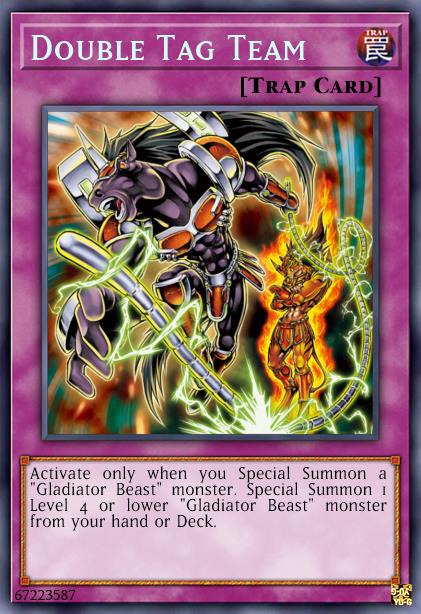 Double Tag Team
TRAP
罠
[Trap Card]
Activate only when you Special Summon a
"Gladiator Beast" monster. Special Summon 1
Level 4 or lower "Gladiator Beast" monster
from your hand or Deck.
67223587